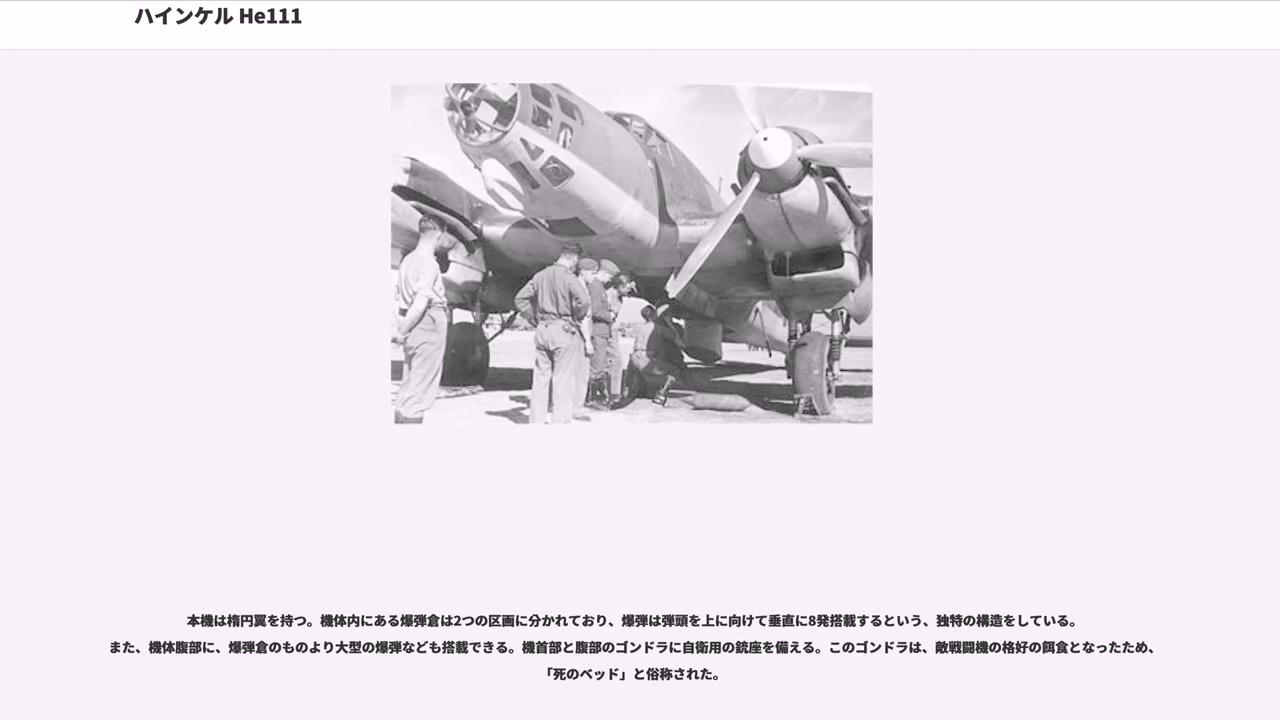 ハインケル He111
本機は楕円翼を持つ。機体内にある爆弾倉は2つの区画に分かれており、爆弾は弾頭を上に向けて垂直に8発搭載するという、独特の構造をしている。
また、機体腹部に、爆弾倉のものより大型の爆弾なども搭載できる。機首部と腹部のゴンドラに自衛用の銃座を備える。このゴンドラは、敵戦闘機の格好の餌食となったため、
「死のベッド」と俗称された。